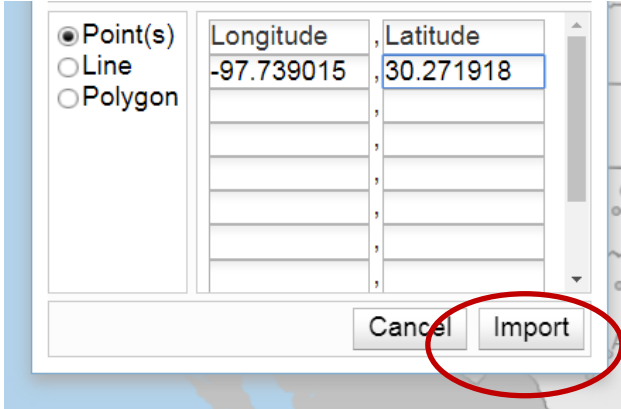 Point(s) Longitude , Latitude
Line -97.739015 , 30.271918
Polygon ,
,
,
,
,
,
Cancel Import